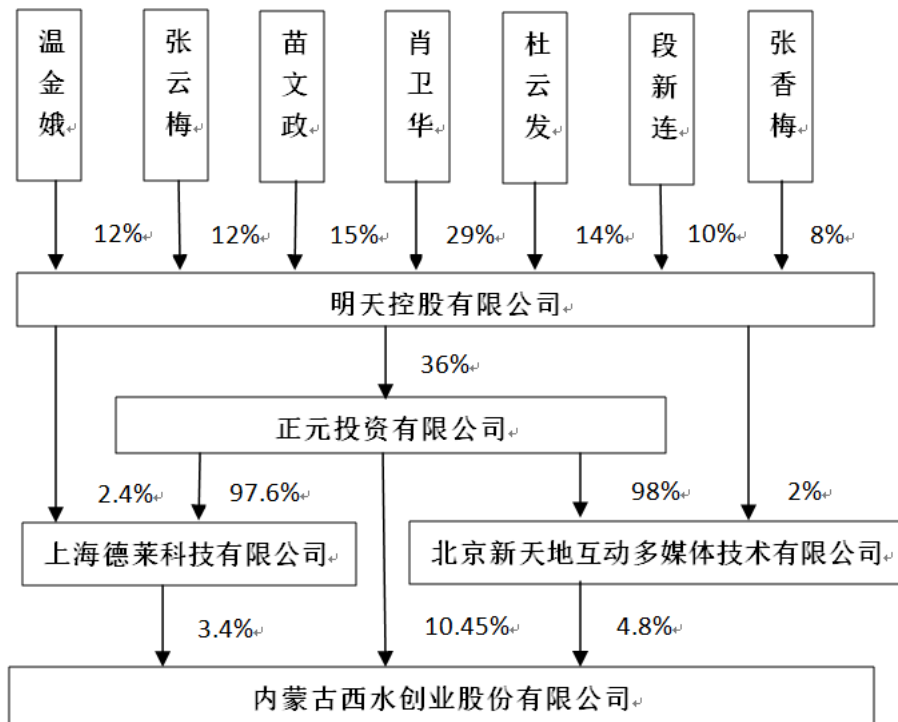 温金娥
张云梅
苗文政
肖卫华
杜云发
段新连
张香梅
12%
12%
15%
29%
14%
10%
8%
明天控股有限公司
36%
正元投资有限公司
2.4%
97.6%
98%
2%
上海德莱科技有限公司
北京新天地互动多媒体技术有限公司
3.4%
10.45%
4.8%
内蒙古西水创业股份有限公司